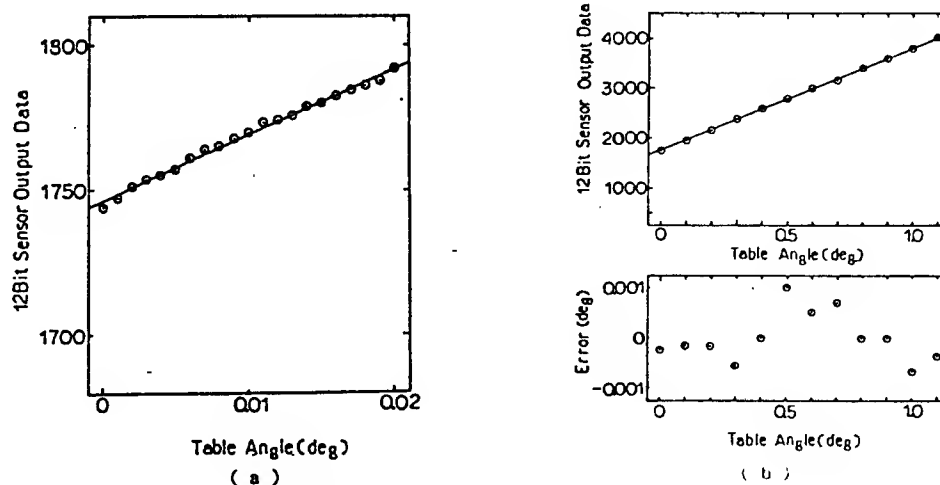 1800
1750
1700
12Bit Sensor Output Data
0
0.01
0.02
Table Angle(deg)
( a )
4000
3000
2000
1000
12Bit Sensor Output Data
0
0.5
1.0
Table Angle(deg)
0.001
0
-0.001
Error(deg)
0
0.5
1.0
Table Angle(deg)
( b )